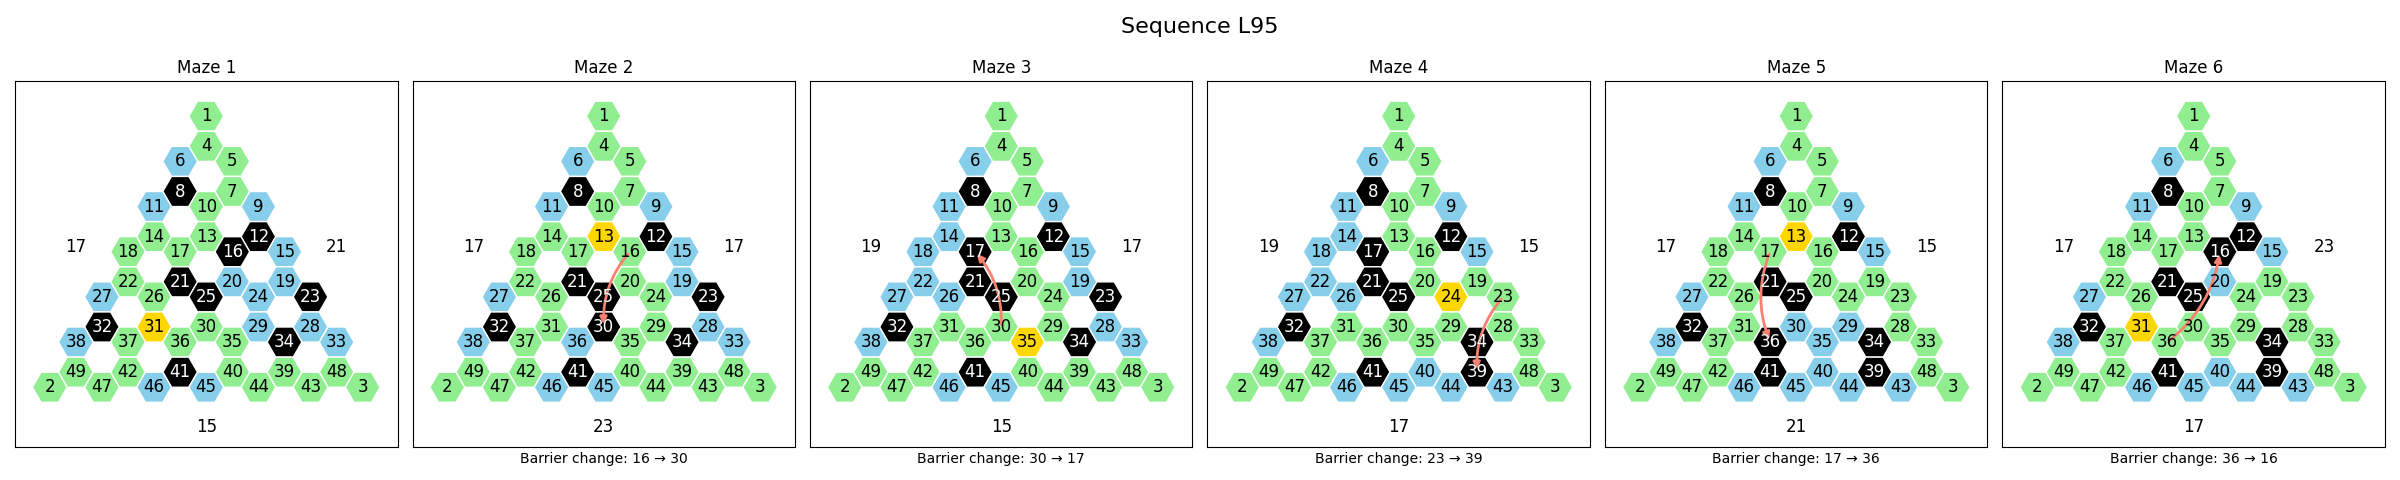 Sequence L95
Maze 1
1
4
6 5
8 7
11 10 9
14 13 12
17 18 17 16 15 21
22 21 20 19
27 26 25 24 23
32 31 30 29 28
38 37 36 35 34 33
49 42 41 40 39 48
2 47 46 45 44 43 3
15
Maze 2
1
4
6 5
8 7
11 10 9
14 13 12
17 18 17 16 15 17
22 21 20 19
27 26 25 24 23
32 31 30 29 28
38 37 36 35 34 33
49 42 41 40 39 48
2 47 46 45 44 43 3
23
Barrier change: 16 → 30
Maze 3
1
4
6 5
8 7
11 10 9
14 13 12
19 18 17 16 15 17
22 21 20 19
27 26 25 24 23
32 31 30 29 28
38 37 36 35 34 33
49 42 41 40 39 48
2 47 46 45 44 43 3
15
Barrier change: 30 → 17
Maze 4
1
4
6 5
8 7
11 10 9
14 13 12
19 18 17 16 15 15
22 21 20 19
27 26 25 24 23
32 31 30 29 28
38 37 36 35 34 33
49 42 41 40 39 48
2 47 46 45 44 43 3
17
Barrier change: 23 → 39
Maze 5
1
4
6 5
8 7
11 10 9
14 13 12
17 18 17 16 15 15
22 21 20 19
27 26 25 24 23
32 31 30 29 28
38 37 36 35 34 33
49 42 41 40 39 48
2 47 46 45 44 43 3
21
Barrier change: 17 → 36
Maze 6
1
4
6 5
8 7
11 10 9
14 13 12
17 18 17 16 15 23
22 21 20 19
27 26 25 24 23
32 31 30 29 28
38 37 36 35 34 33
49 42 41 40 39 48
2 47 46 45 44 43 3
17
Barrier change: 36 → 16